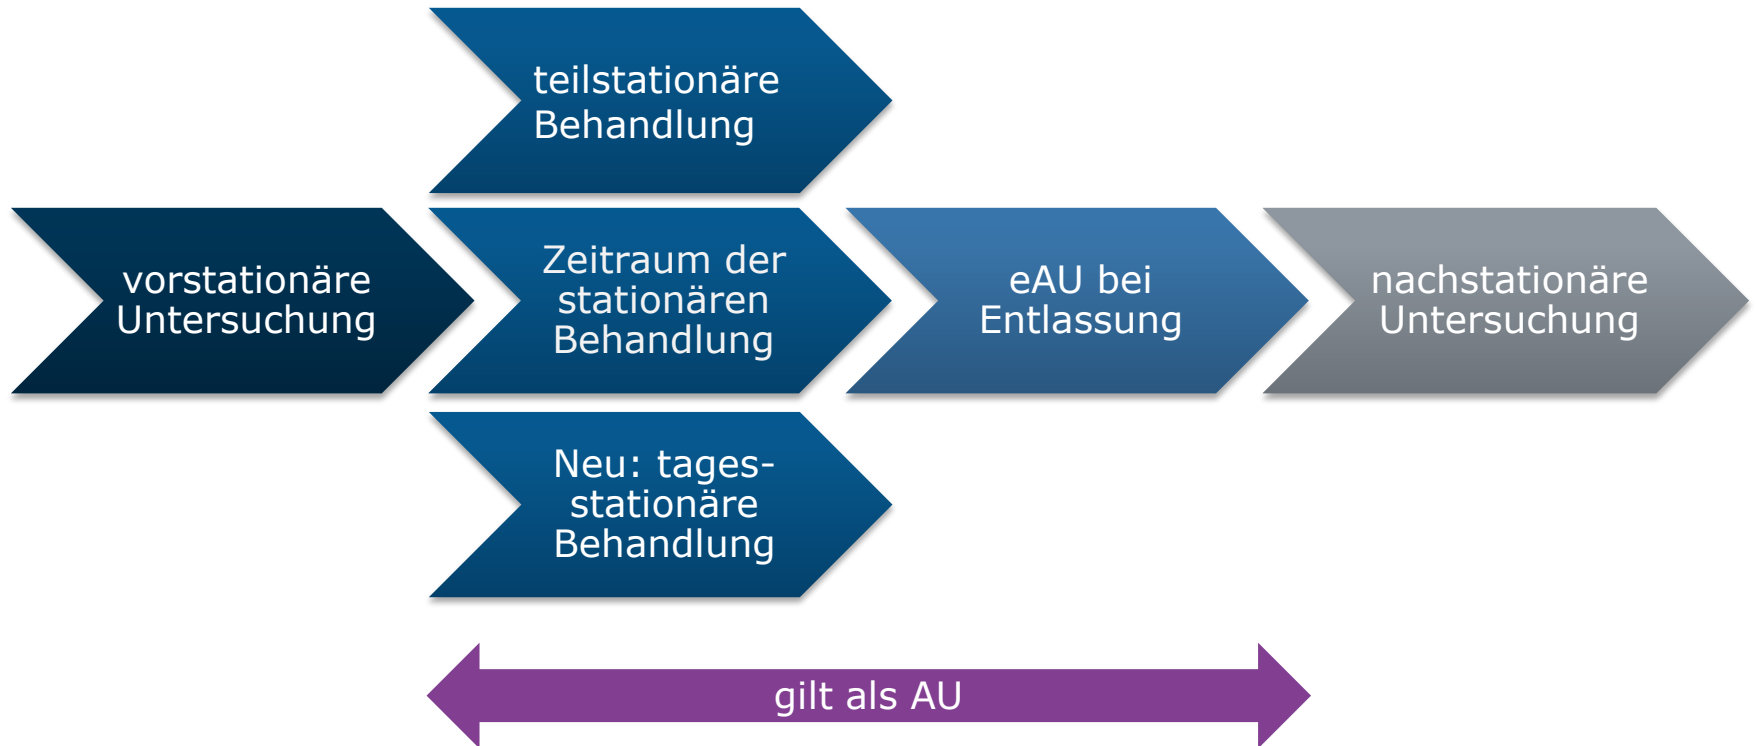 teilstationäre
Behandlung
vorstationäre
Untersuchung
Zeitraum der
stationären
Behandlung
eAU bei
Entlassung
nachstationäre
Untersuchung
Neu: tages-
stationäre
Behandlung
gilt als AU